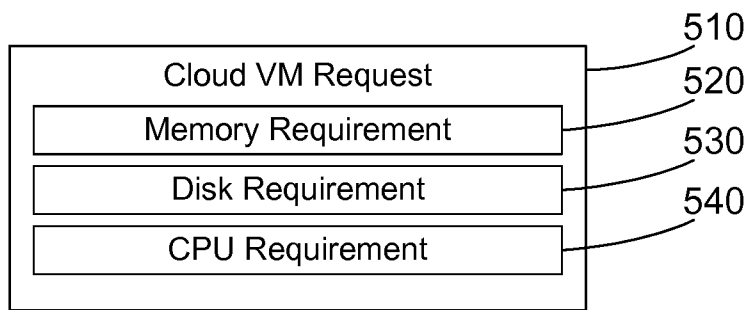 510
Cloud VM Request
520
Memory Requirement
530
Disk Requirement
540
CPU Requirement